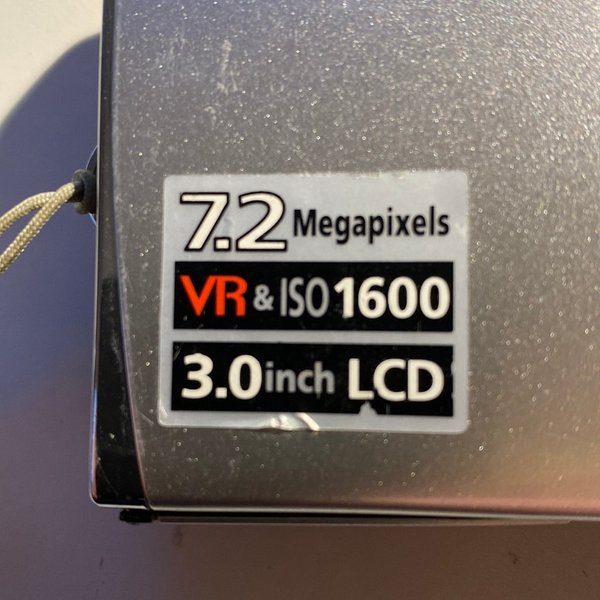 7.2 Megapixels
VR & ISO 1600
3.0 inch LCD